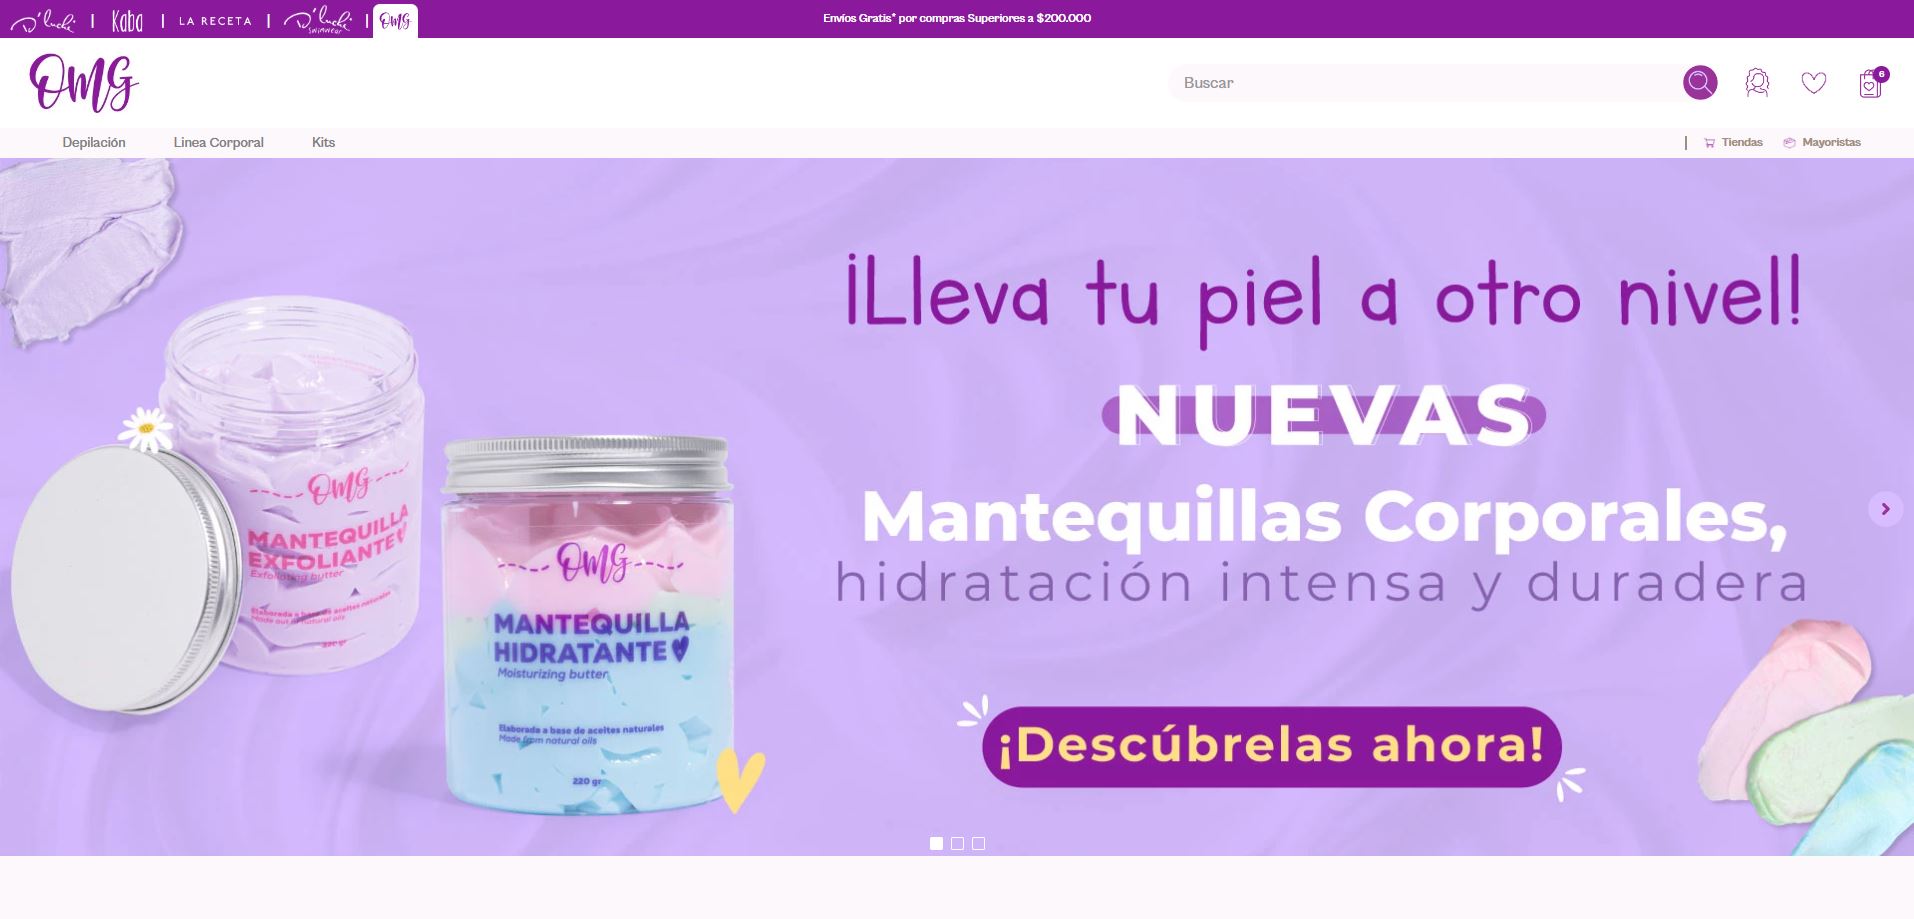 D'luchi | Kaba | LA RECETA | D'luchi SWIMWEAR | OMG
Envíos Gratis* por compras Superiores a $200.000
OMG
Buscar
6
Depilación
Linea Corporal
Kits
| Tiendas
Mayoristas
¡Lleva tu piel a otro nivel!
NUEVAS
Mantequillas Corporales,
hidratación intensa y duradera
¡Descúbrelas ahora!
OMG
MANTEQUILLA
EXFOLIANTE
Exfoliating butter
Elaborada a base de aceites naturales
Made out of natural oils
220 gr
OMG
MANTEQUILLA
HIDRATANTE
Moisturizing butter
Elaborada a base de aceites naturales
Made from natural oils
220 gr